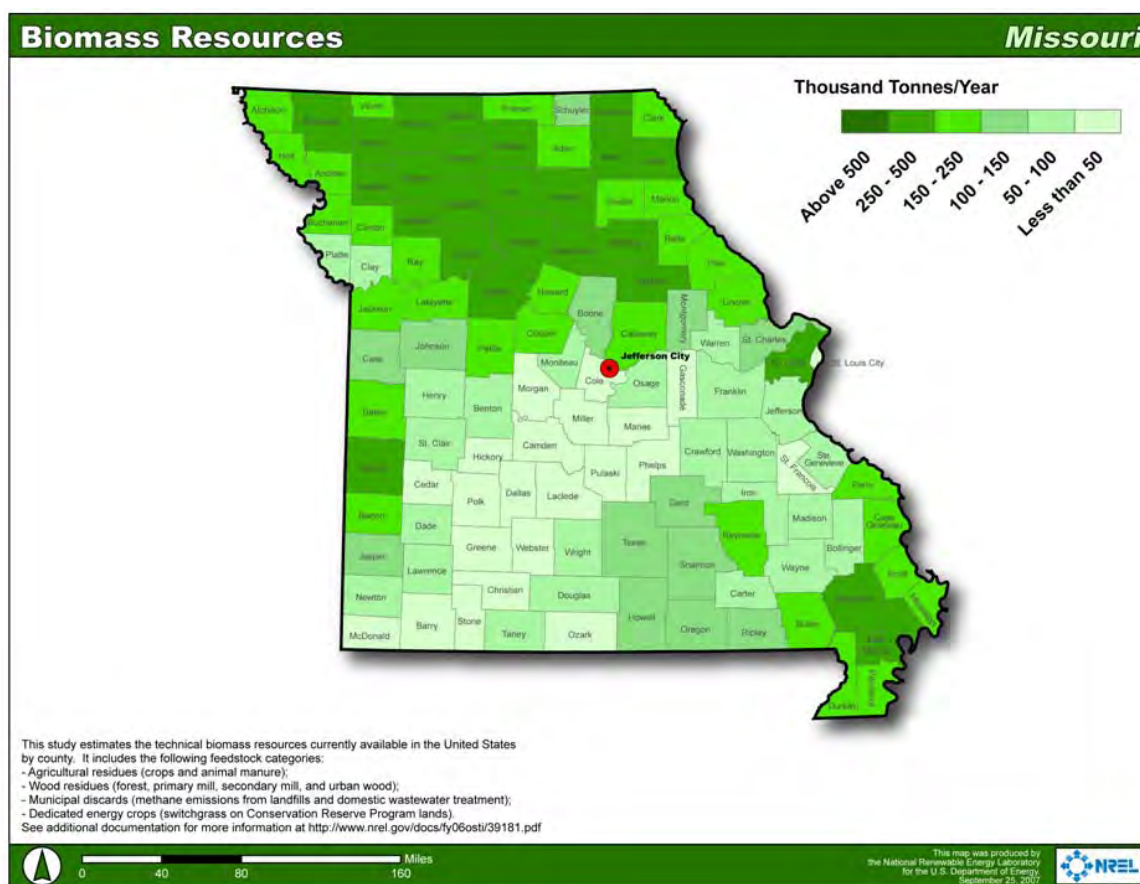 Biomass Resources
Missouri
Thousand Tonnes/Year
Above 500
250 - 500
150 - 250
100 - 150
50 - 100
Less than 50
Atchison
Schuyler
Clark
Adair
Holt
Andrew
Marion
Buchanan
Clinton
Ralls
Platte
Clay
Ray
Pike
Lincoln
Jackson
Lafayette
Howard
Boone
Callaway
Montgomery
Warren
St. Charles
St. Louis City
Cass
Johnson
Pettis
Cooper
Moniteau
Jefferson City
Cole
Osage
Gasconade
Franklin
Jefferson
Bates
Henry
Benton
Morgan
Miller
Maries
St. Clair
Hickory
Camden
Pulaski
Phelps
Crawford
Washington
Ste. Genevieve
St. Francois
Perry
Cedar
Polk
Dallas
Laclede
Dent
Iron
Madison
Cape Girardeau
Barton
Dade
Greene
Webster
Wright
Texas
Reynolds
Bollinger
Jasper
Lawrence
Shannon
Wayne
Scott
Newton
Christian
Douglas
Carter
Mississippi
McDonald
Barry
Stone
Taney
Ozark
Howell
Oregon
Ripley
Butler
Dunklin
Pemiscot
This study estimates the technical biomass resources currently available in the United States
by county. It includes the following feedstock categories:
- Agricultural residues (crops and animal manure);
- Wood residues (forest, primary mill, secondary mill, and urban wood);
- Municipal discards (methane emissions from landfills and domestic wastewater treatment);
- Dedicated energy crops (switchgrass on Conservation Reserve Program lands).
See additional documentation for more information at http://www.nrel.gov/docs/fy06osti/39181.pdf
Miles
0 40 80 160
This map was produced by
the National Renewable Energy Laboratory
for the U.S. Department of Energy.
September 25, 2007
NREL